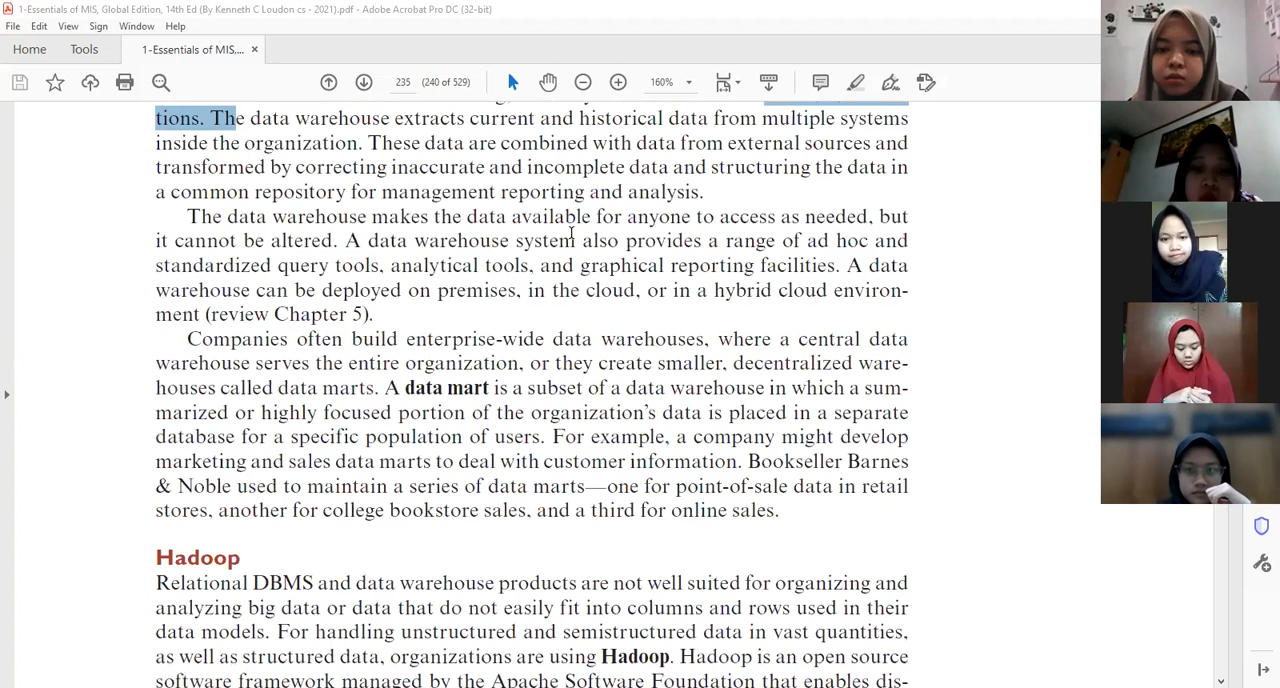 1-Essentials of MIS, Global Edition, 14th Ed (By Kenneth C Loudon cs - 2021).pdf - Adobe Acrobat Pro DC (32-bit)
File Edit View Sign Window Help
Home Tools 1-Essentials of MIS,... ×
235 (240 of 529) 160%
tions. The data warehouse extracts current and historical data from multiple systems
inside the organization. These data are combined with data from external sources and
transformed by correcting inaccurate and incomplete data and structuring the data in
a common repository for management reporting and analysis.
The data warehouse makes the data available for anyone to access as needed, but
it cannot be altered. A data warehouse system also provides a range of ad hoc and
standardized query tools, analytical tools, and graphical reporting facilities. A data
warehouse can be deployed on premises, in the cloud, or in a hybrid cloud environ-
ment (review Chapter 5).
Companies often build enterprise-wide data warehouses, where a central data
warehouse serves the entire organization, or they create smaller, decentralized ware-
houses called data marts. A data mart is a subset of a data warehouse in which a sum-
marized or highly focused portion of the organization's data is placed in a separate
database for a specific population of users. For example, a company might develop
marketing and sales data marts to deal with customer information. Bookseller Barnes
& Noble used to maintain a series of data marts—one for point-of-sale data in retail
stores, another for college bookstore sales, and a third for online sales.
Hadoop
Relational DBMS and data warehouse products are not well suited for organizing and
analyzing big data or data that do not easily fit into columns and rows used in their
data models. For handling unstructured and semistructured data in vast quantities,
as well as structured data, organizations are using Hadoop. Hadoop is an open source
software framework managed by the Apache Software Foundation that enables dis-